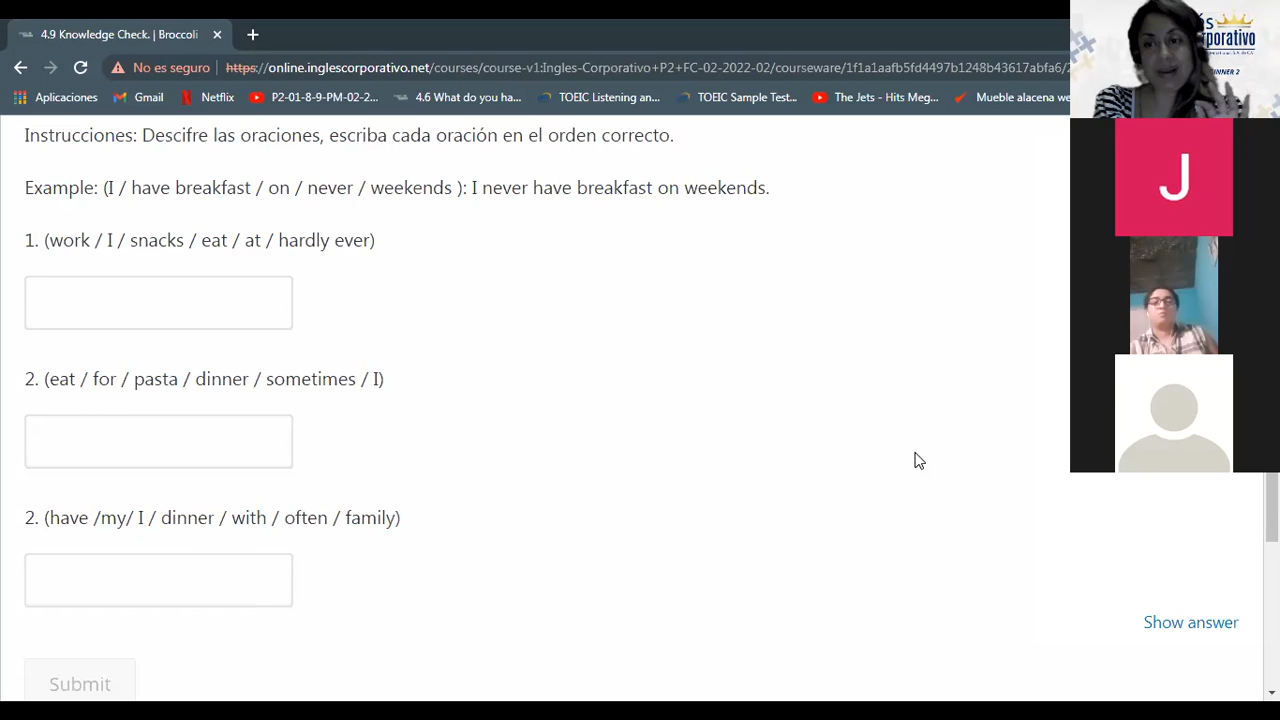 4.9 Knowledge Check. | Broccoli
No es seguro
https://online.inglescorporativo.net/courses/course-v1:Ingles-Corporativo+P2+FC-02.2022-02/courseware/1f1a1aafb5fd4497b1248b43617abfa6/
Aplicaciones
Gmail
Netflix
P2-01-8-9-PM-02-2...
4.6 What do you ha...
TOEIC Listening an...
TOEIC Sample Test...
The Jets - Hits Meg...
Mueble alacena we
Instrucciones: Descifre las oraciones, escriba cada oración en el orden correcto.
Example: (I / have breakfast / on / never / weekends ): I never have breakfast on weekends.
1. (work / I / snacks / eat / at / hardly ever)
2. (eat / for / pasta / dinner / sometimes / I)
2. (have /my/ I / dinner / with / often / family)
Show answer
Submit
J